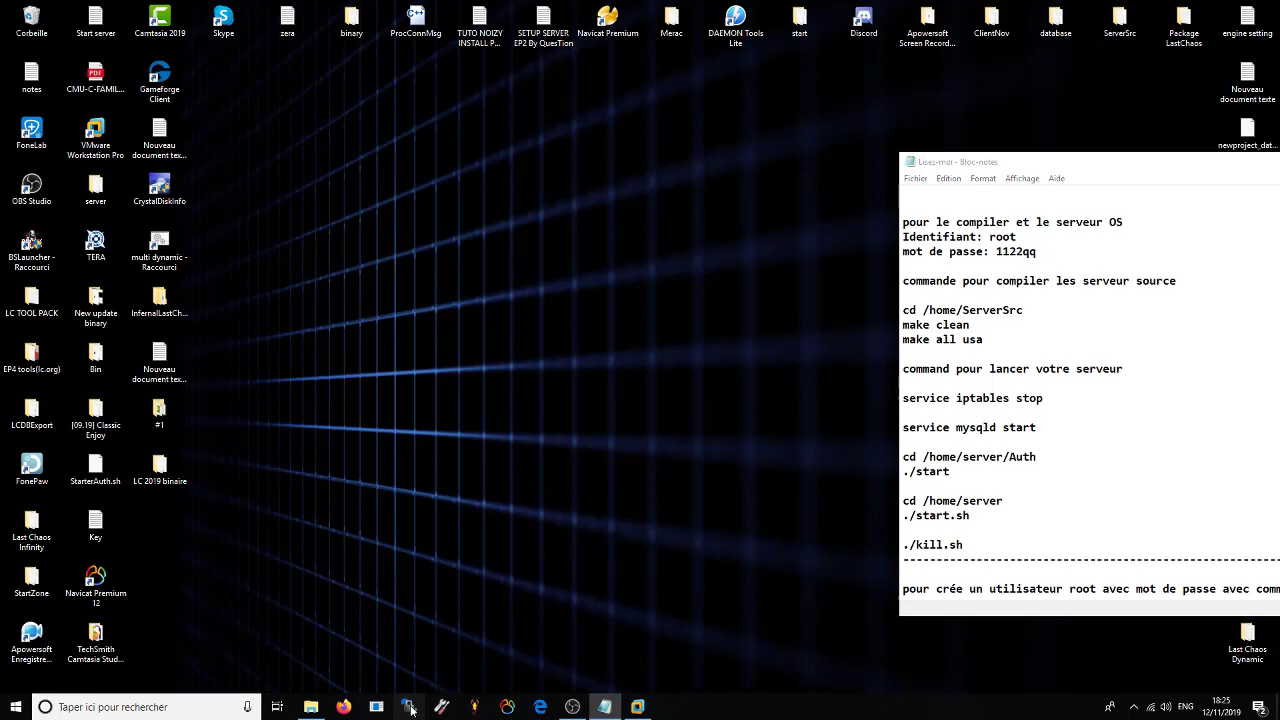 Corbeille
Start server
Camtasia 2019
Skype
zera
binary
ProcConnMsg
TUTO NOIZY
INSTALL P...
SETUP SERVER
EP2 By QuesTion
Navicat Premium
Merac
DAEMON Tools
Lite
start
Discord
Apowersoft
Screen Record...
ClientNov
database
ServerSrc
Package
LastChaos
engine setting
notes
CMU-C-FAMIL...
Gameforge
Client
Nouveau
document texte
FoneLab
VMware
Workstation Pro
Nouveau
document tex...
newproject_dat...
OBS Studio
server
CrystalDiskInfo
BSLauncher -
Raccourci
TERA
multi dynamic -
Raccourci
LC TOOL PACK
New update
binary
InfernalLastCh...
EP4 tools(lc.org)
Bin
Nouveau
document tex...
LCDBExport
[09.19] Classic
Enjoy
#1
FonePaw
StarterAuth.sh
LC 2019 binaire
Last Chaos
Infinity
Key
StartZone
Navicat Premium
12
Apowersoft
Enregistre...
TechSmith
Camtasia Stud...
Last Chaos
Dynamic
Lisez-moi - Bloc-notes
Fichier Edition Format Affichage Aide
pour le compiler et le serveur OS
Identifiant: root
mot de passe: 1122qq
commande pour compiler les serveur source
cd /home/ServerSrc
make clean
make all usa
command pour lancer votre serveur
service iptables stop
service mysqld start
cd /home/server/Auth
./start
cd /home/server
./start.sh
./kill.sh
---------------------------------------------------------
pour crée un utilisateur root avec mot de passe avec comm
Taper ici pour rechercher
ENG
18:25
12/11/2019
2